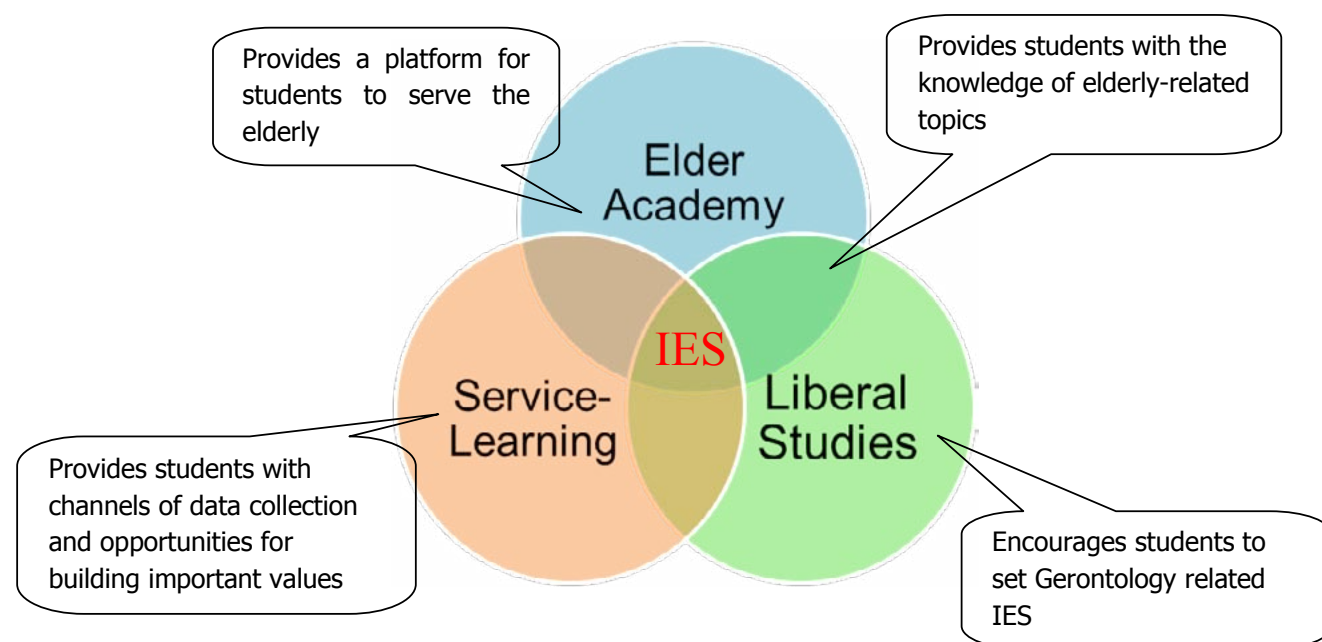 Provides a platform for
students to serve the
elderly
Provides students with the
knowledge of elderly-related
topics
Elder
Academy
IES
Service-
Learning
Liberal
Studies
Provides students with
channels of data collection
and opportunities for
building important values
Encourages students to
set Gerontology related
IES